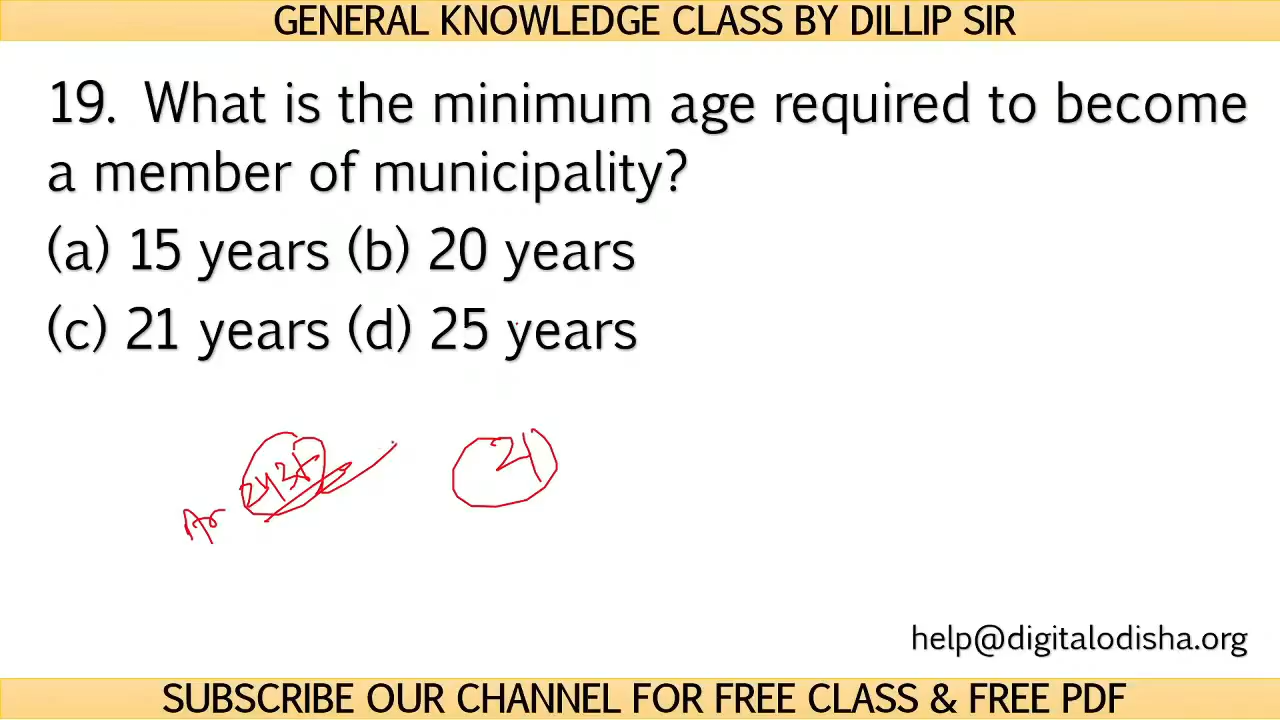 GENERAL KNOWLEDGE CLASS BY DILLIP SIR
19. What is the minimum age required to become
a member of municipality?
(a) 15 years (b) 20 years
(c) 21 years (d) 25 years
Ar 243V 21
help@digitalodisha.org
SUBSCRIBE OUR CHANNEL FOR FREE CLASS & FREE PDF